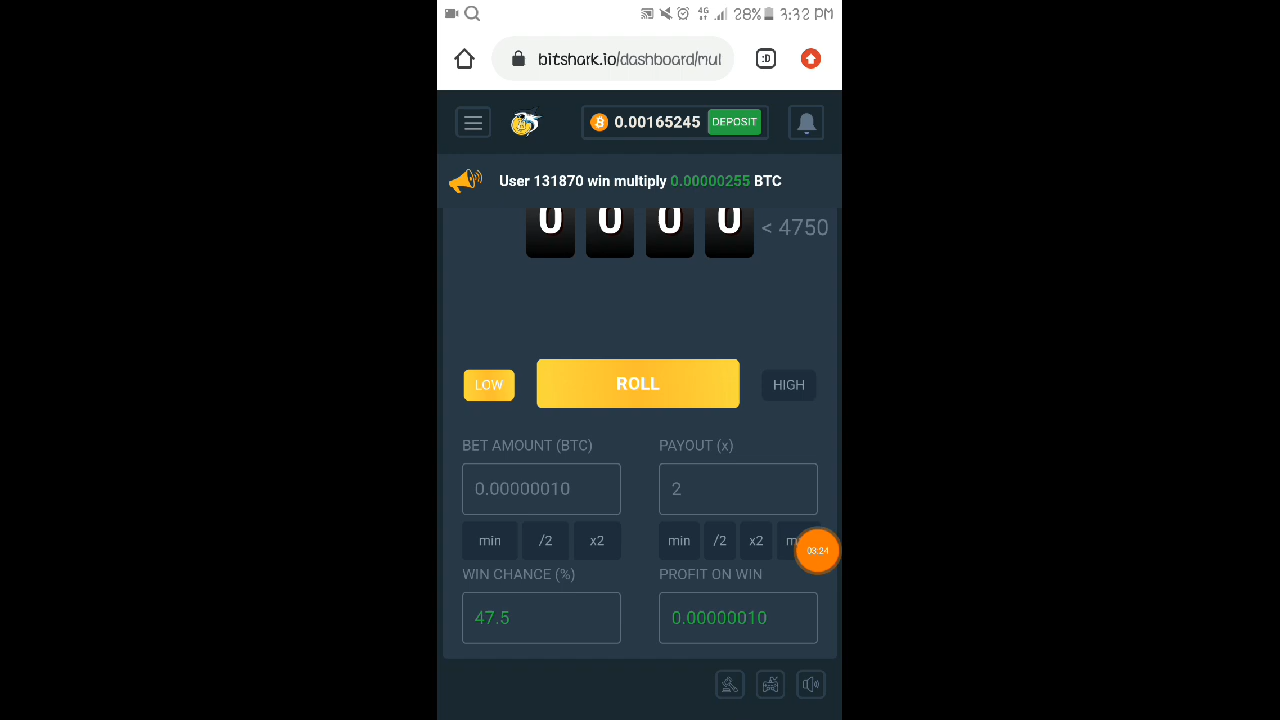 28% 3:32 PM
bitshark.io/dashboard/mul
:D
0.00165245 DEPOSIT
User 131870 win multiply 0.00000255 BTC
0 0 0 0 < 4750
LOW ROLL HIGH
BET AMOUNT (BTC) PAYOUT (x)
0.00000010 2
min /2 x2 min /2 x2
03:24
WIN CHANCE (%) PROFIT ON WIN
47.5 0.00000010